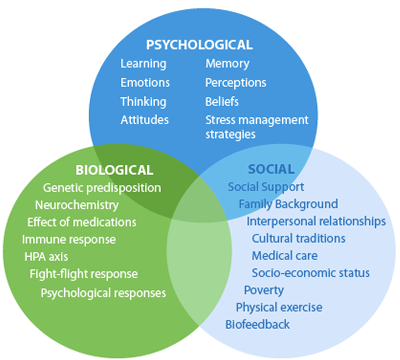 PSYCHOLOGICAL
Learning
Emotions
Thinking
Attitudes
Memory
Perceptions
Beliefs
Stress management
strategies
BIOLOGICAL
Genetic predisposition
Neurochemistry
Effect of medications
Immune response
HPA axis
Fight-flight response
Psychological responses
SOCIAL
Social Support
Family Background
Interpersonal relationships
Cultural traditions
Medical care
Socio-economic status
Poverty
Physical exercise
Biofeedback